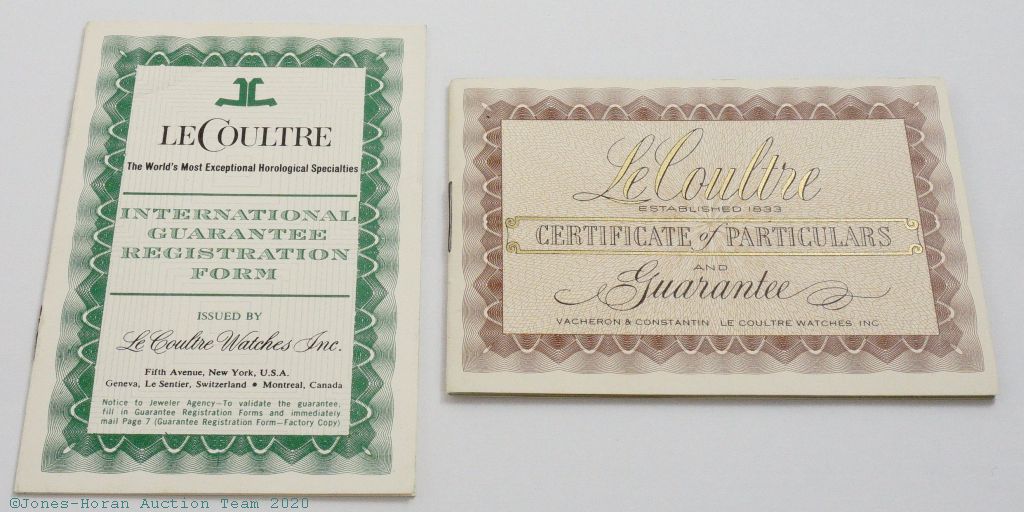 LECOULTRE
The World's Most Exceptional Horological Specialties
INTERNATIONAL
GUARANTEE
REGISTRATION
FORM
ISSUED BY
Le Coultre Watches Inc.
Fifth Avenue, New York, U.S.A.
Geneva, Le Sentier, Switzerland • Montreal, Canada
Notice to Jeweler Agency—To validate the guarantee,
fill in Guarantee Registration Forms and immediately
mail Page 7 (Guarantee Registration Form—Factory Copy)
LeCoultre
ESTABLISHED 1833
CERTIFICATE of PARTICULARS
AND
Guarantee
VACHERON & CONSTANTIN . LE COULTRE WATCHES INC
©Jones-Horan Auction Team 2020